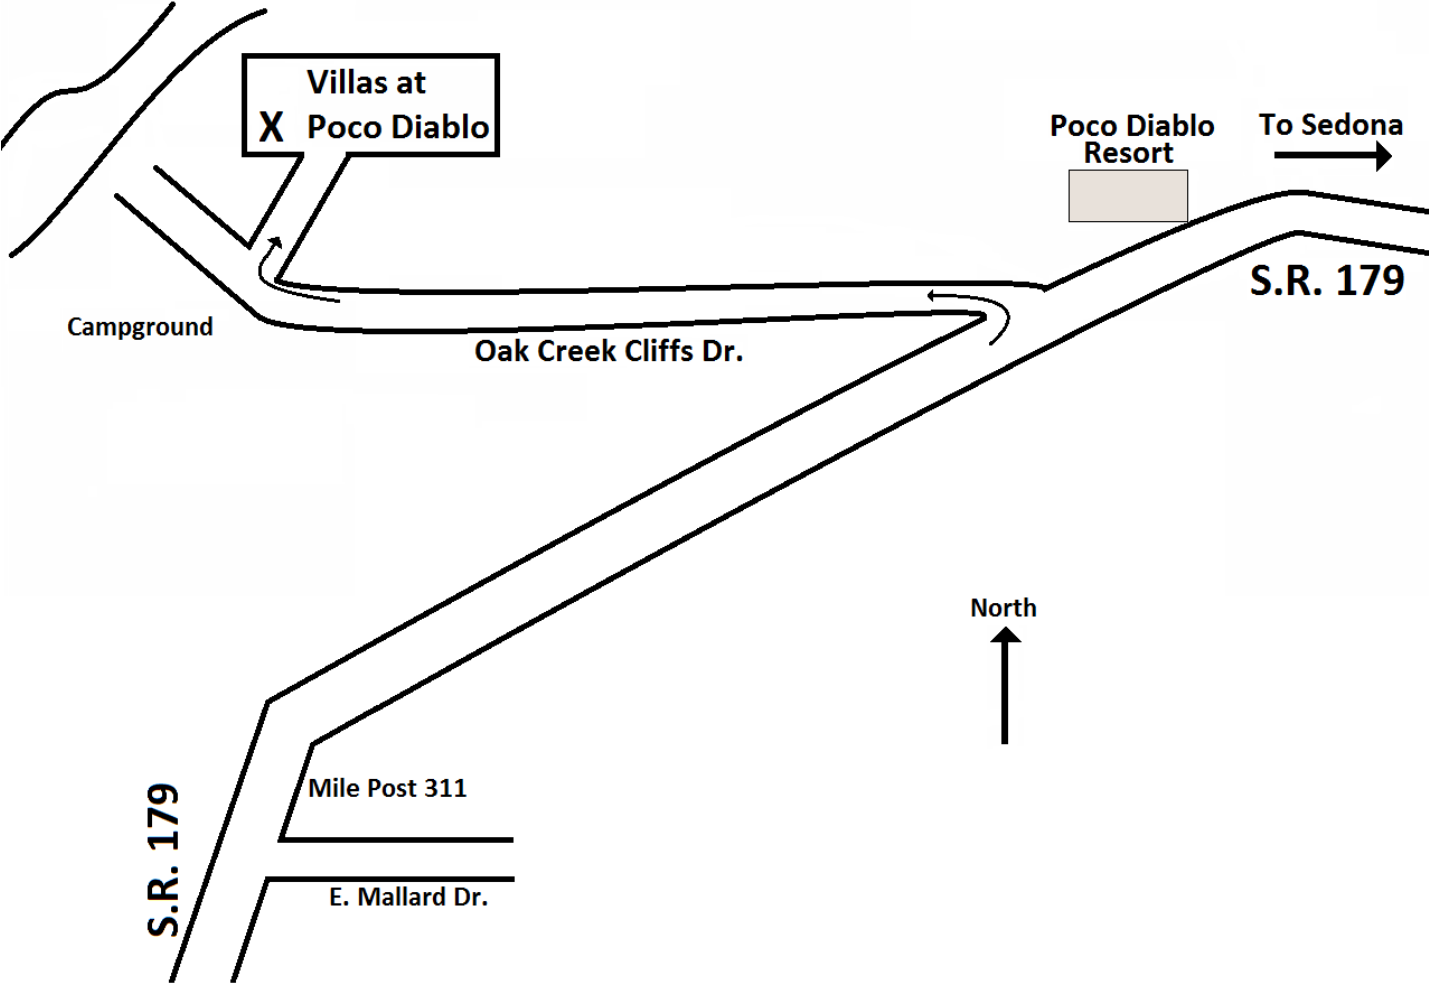 Villas at
X Poco Diablo
Poco Diablo
Resort
To Sedona
S.R. 179
Campground
Oak Creek Cliffs Dr.
North
Mile Post 311
S.R. 179
E. Mallard Dr.